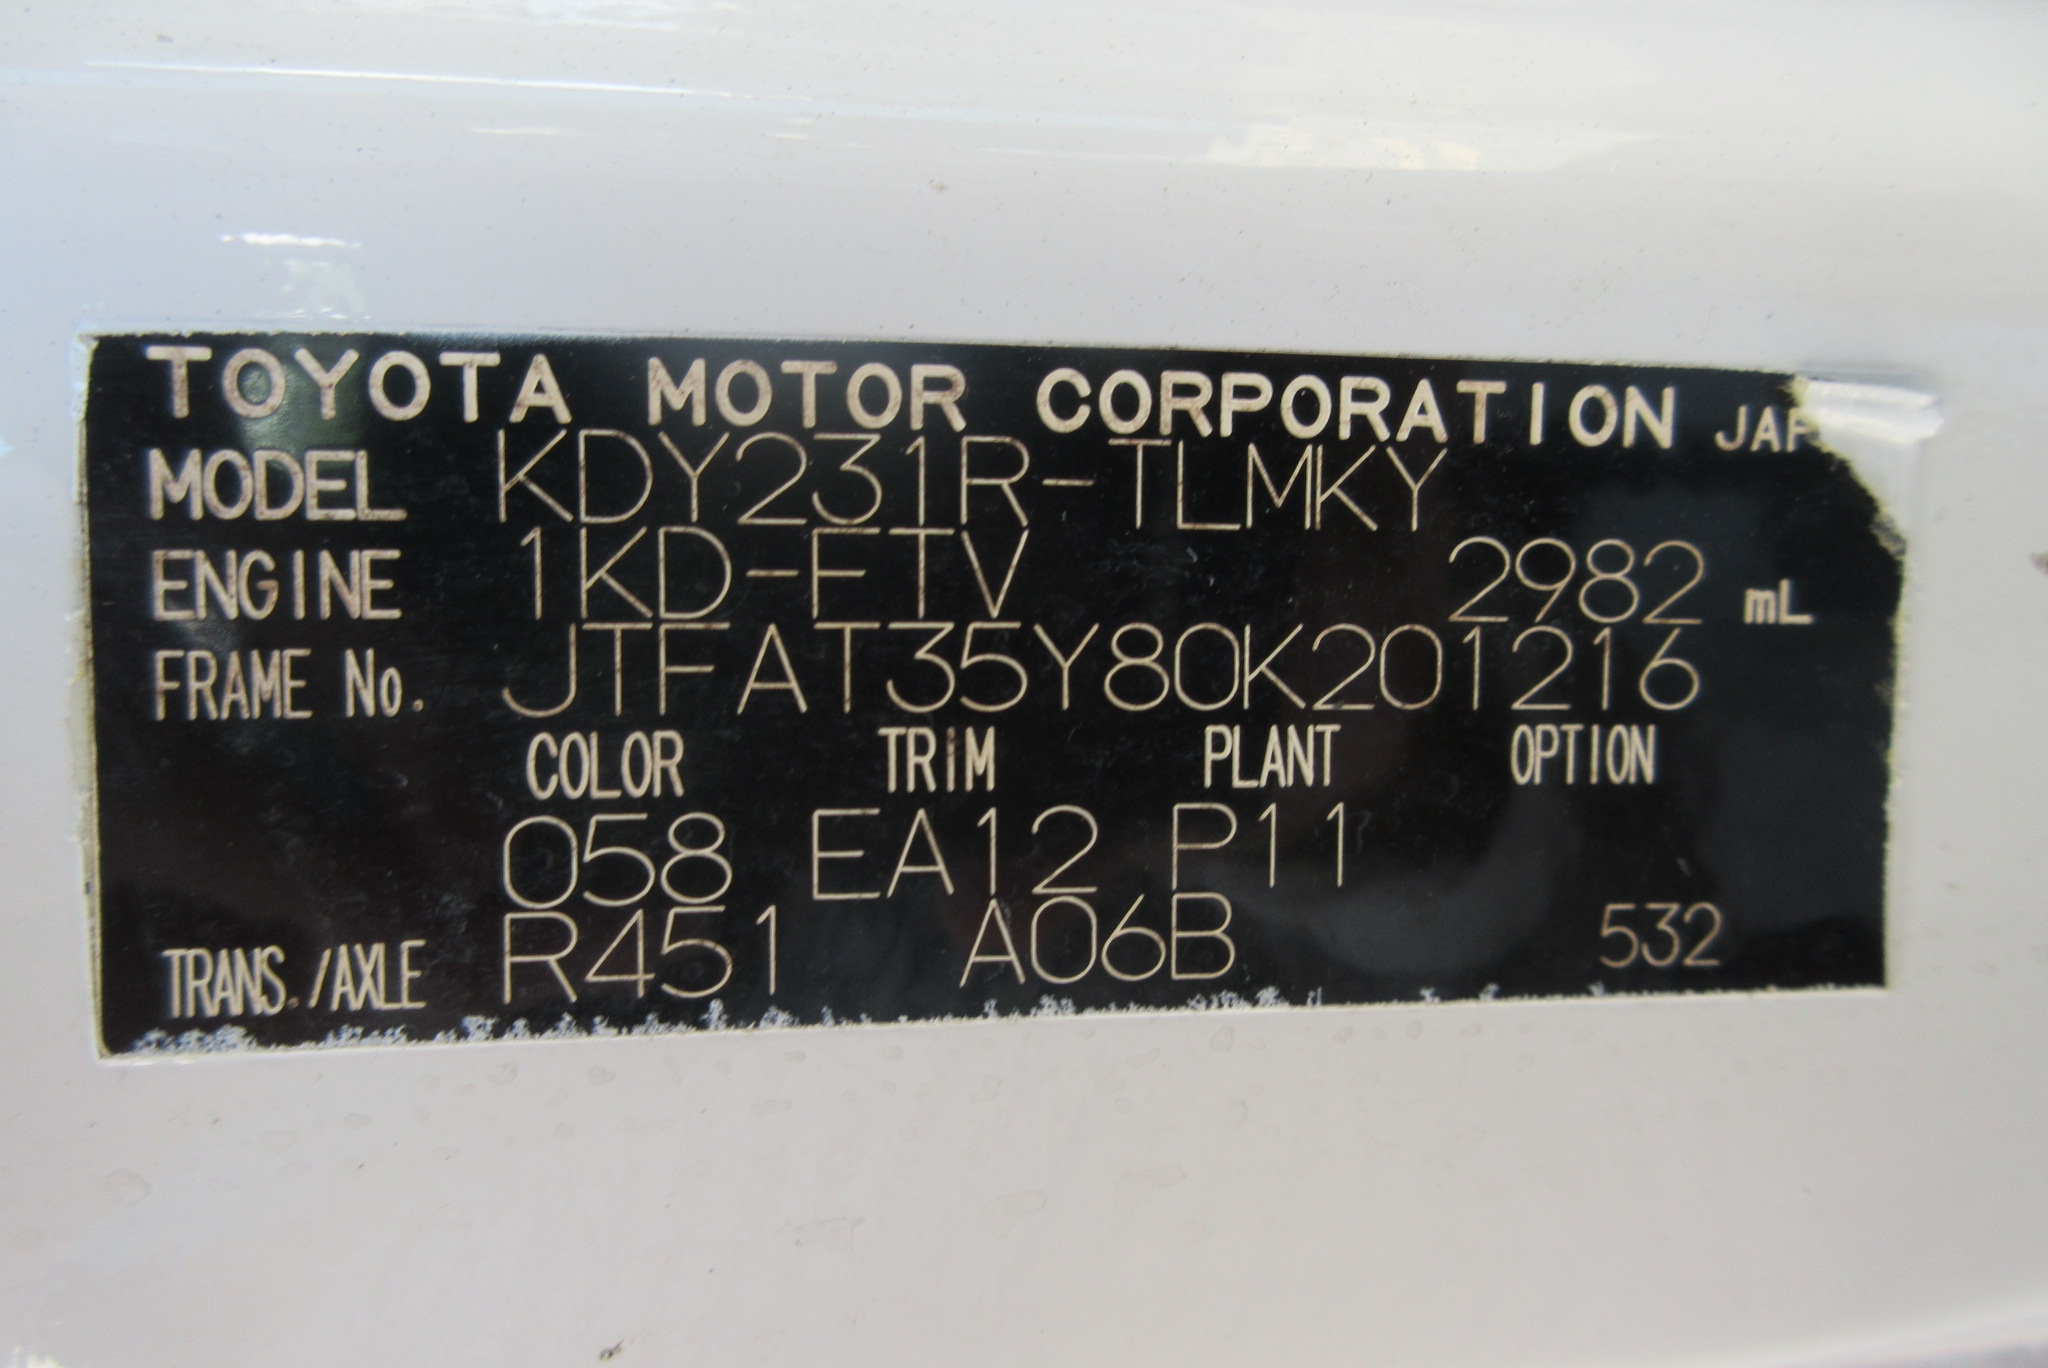 TOYOTA MOTOR CORPORATION
MODEL KDY231R-TLMKY
ENGINE 1KD-FTV 2982 mL
FRAME No. JTFAT35Y80K201216
COLOR TRIM PLANT OPTION
058 EA12 P11
TRANS./AXLE R451 A06B 532